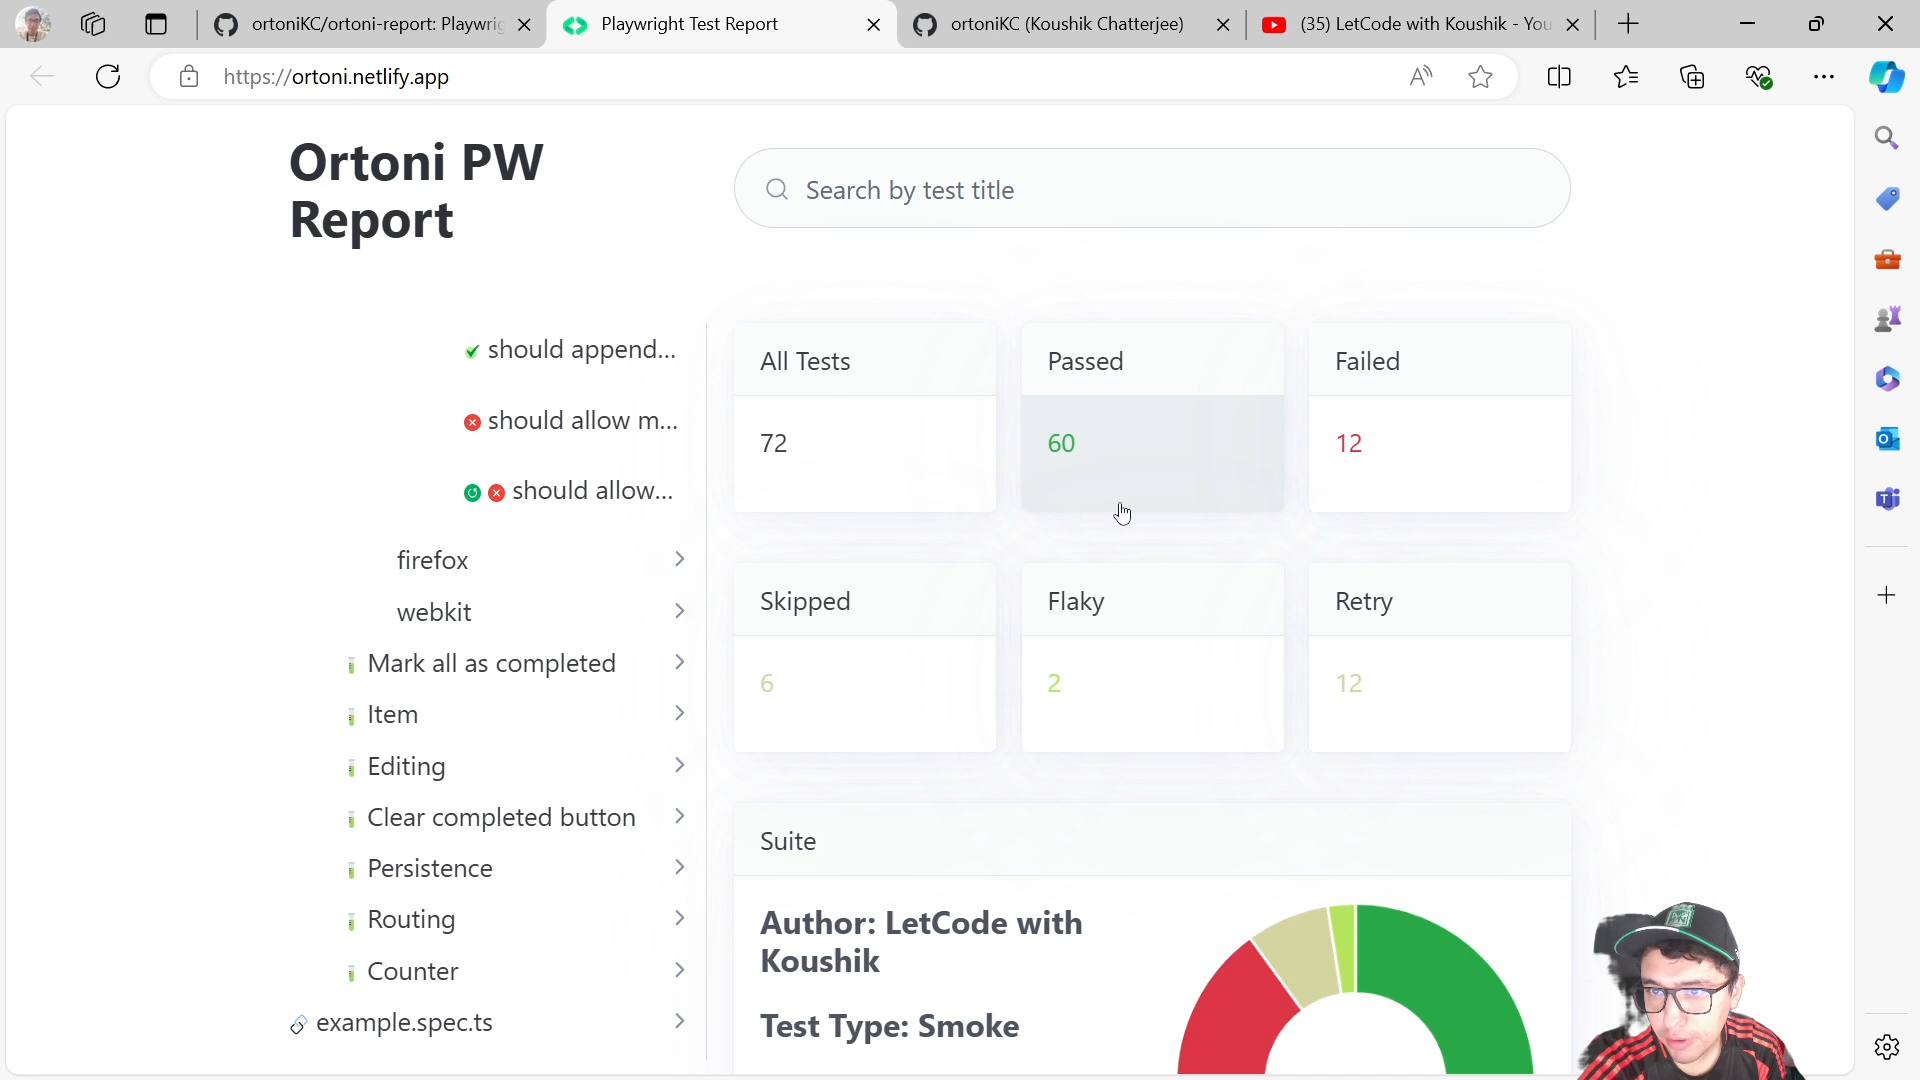 ortoniKC/ortoni-report: Playwrig
Playwright Test Report
ortoniKC (Koushik Chatterjee)
(35) LetCode with Koushik - You
https://ortoni.netlify.app
Ortoni PW
Report
Search by test title
should append...
should allow m...
should allow...
firefox
webkit
Mark all as completed
Item
Editing
Clear completed button
Persistence
Routing
Counter
example.spec.ts
All Tests
72
Passed
60
Failed
12
Skipped
6
Flaky
2
Retry
12
Suite
Author: LetCode with
Koushik
Test Type: Smoke